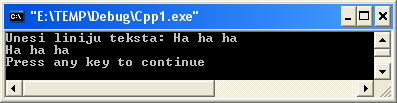 "E:\TEMP\Debug\Cpp1.exe"
Unesi liniju teksta: Ha ha ha
Ha ha ha
Press any key to continue